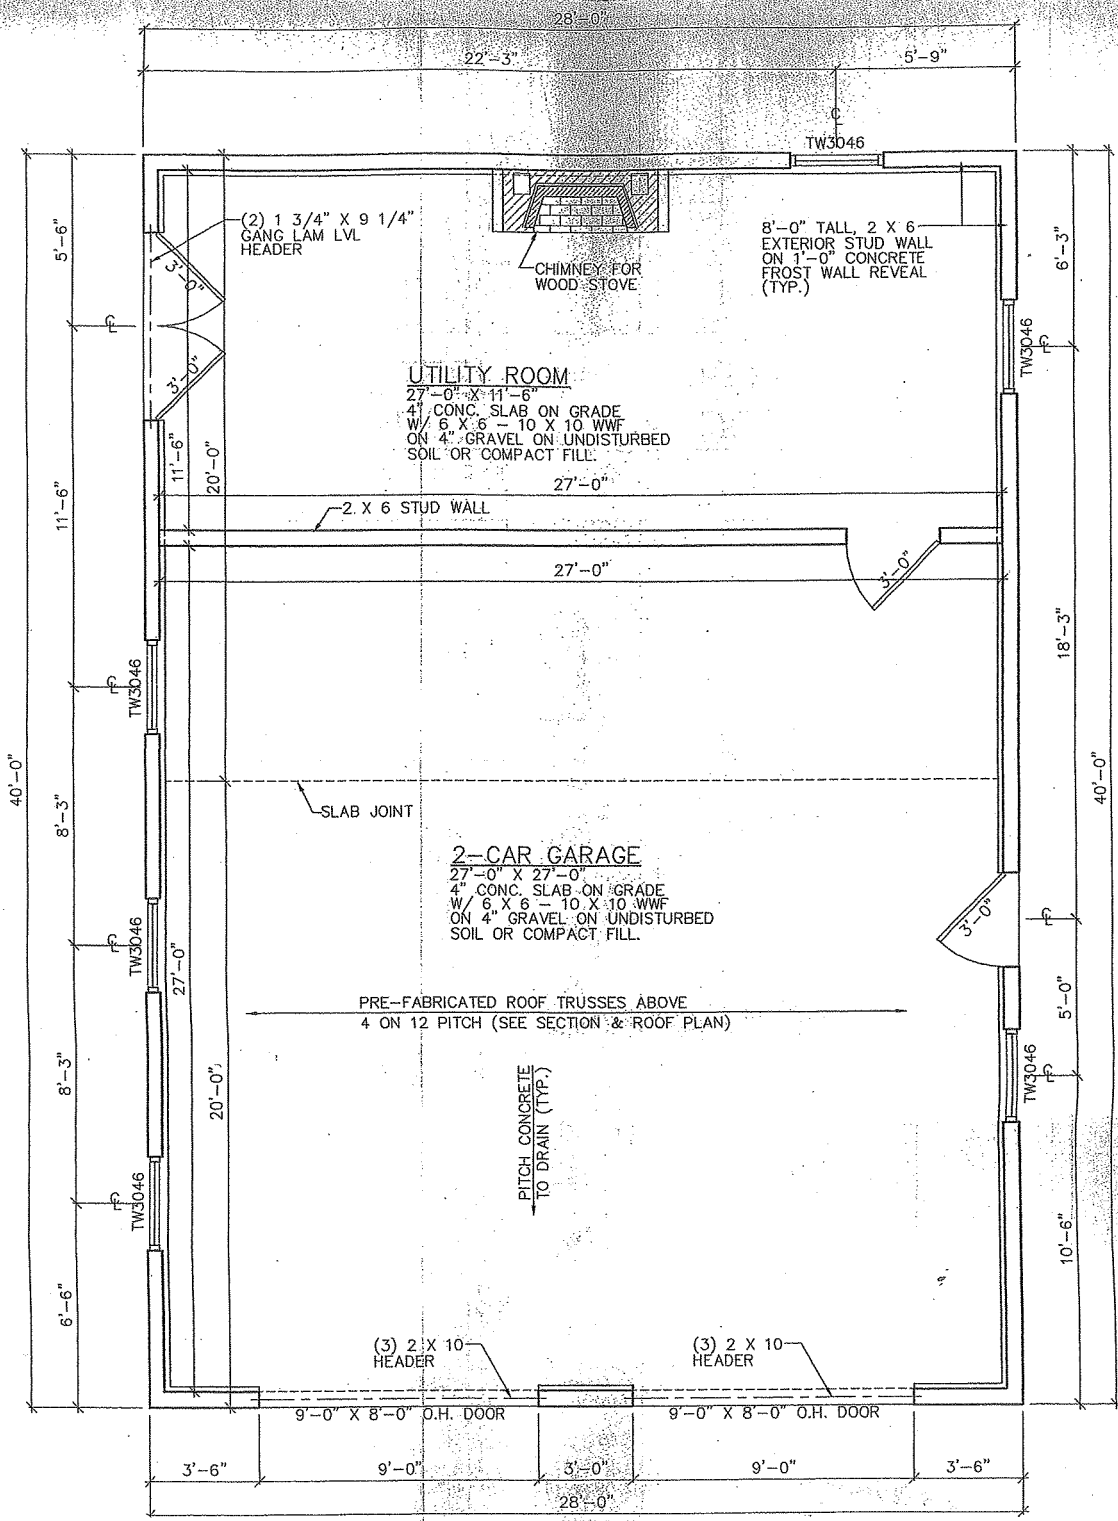 28'-0"
22'-3"
5'-9"
℄
TW3046
5'-6"
(2) 1 3/4" X 9 1/4"
GANG LAM LVL
HEADER
3'-0"
CHIMNEY FOR
WOOD STOVE
8'-0" TALL, 2 X 6
EXTERIOR STUD WALL
ON 1'-0" CONCRETE
FROST WALL REVEAL
(TYP.)
6'-3"
℄
TW3046
℄
3'-0"
UTILITY ROOM
27'-0" X 11'-6"
4" CONC. SLAB ON GRADE
W/ 6 X 6 - 10 X 10 WWF
ON 4" GRAVEL ON UNDISTURBED
SOIL OR COMPACT FILL.
11'-6"
20'-0"
27'-0"
11'-6"
2 X 6 STUD WALL
27'-0"
3'-0"
18'-3"
℄
TW3046
40'-0"
40'-0"
8'-3"
SLAB JOINT
2-CAR GARAGE
27'-0" X 27'-0"
4" CONC. SLAB ON GRADE
W/ 6 X 6 - 10 X 10 WWF
ON 4" GRAVEL ON UNDISTURBED
SOIL OR COMPACT FILL.
3'-0"
℄
℄
TW3046
27'-0"
PRE-FABRICATED ROOF TRUSSES ABOVE
4 ON 12 PITCH (SEE SECTION & ROOF PLAN)
5'-0"
℄
TW3046
8'-3"
20'-0"
PITCH CONCRETE
TO DRAIN (TYP.)
℄
TW3046
10'-6"
6'-6"
(3) 2 X 10
HEADER
(3) 2 X 10
HEADER
9'-0" X 8'-0" O.H. DOOR
9'-0" X 8'-0" O.H. DOOR
3'-6"
9'-0"
3'-0"
9'-0"
3'-6"
28'-0"